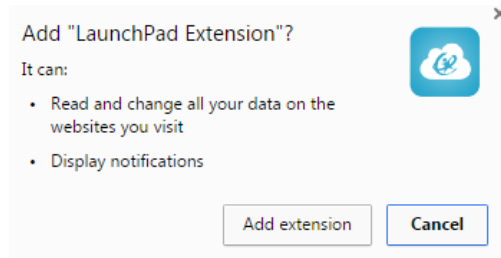 Add "LaunchPad Extension"?
It can:
• Read and change all your data on the
websites you visit
• Display notifications
Add extension
Cancel